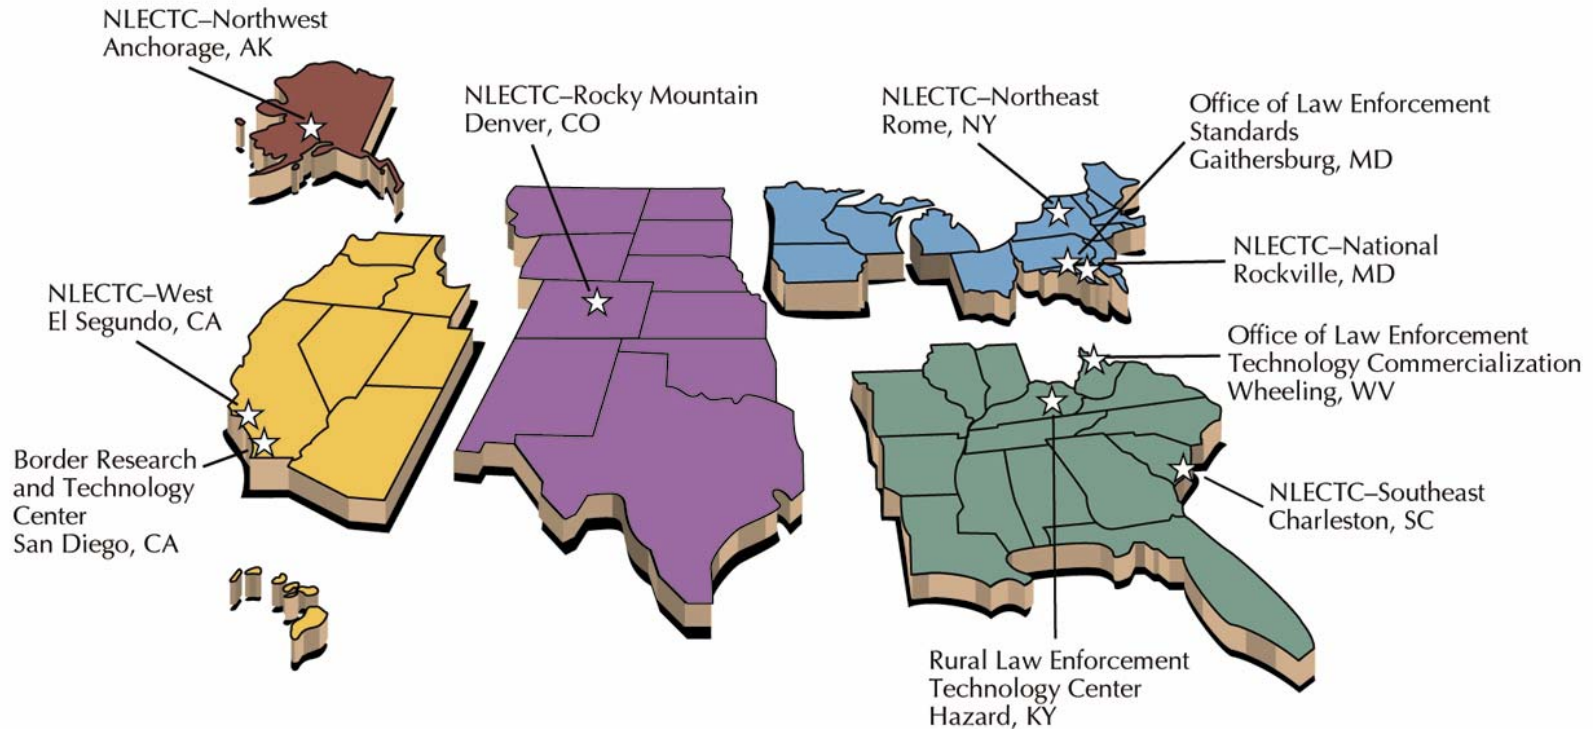 NLECTC–Northwest
Anchorage, AK
NLECTC–Rocky Mountain
Denver, CO
NLECTC–Northeast
Rome, NY
Office of Law Enforcement
Standards
Gaithersburg, MD
NLECTC–National
Rockville, MD
NLECTC–West
El Segundo, CA
Office of Law Enforcement
Technology Commercialization
Wheeling, WV
Border Research
and Technology
Center
San Diego, CA
NLECTC–Southeast
Charleston, SC
Rural Law Enforcement
Technology Center
Hazard, KY